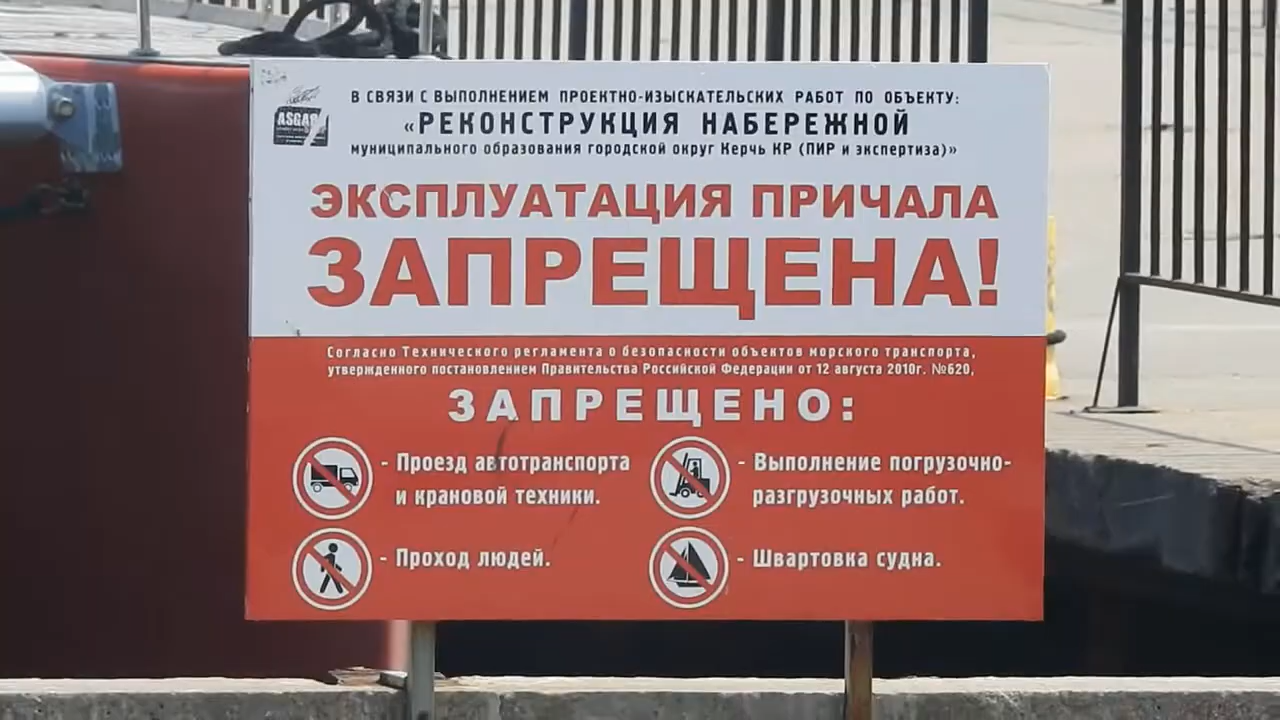 ASGAR
В СВЯЗИ С ВЫПОЛНЕНИЕМ ПРОЕКТНО-ИЗЫСКАТЕЛЬСКИХ РАБОТ ПО ОБЪЕКТУ:
«РЕКОНСТРУКЦИЯ НАБЕРЕЖНОЙ
муниципального образования городской округ Керчь КР (ПИР и экспертиза)»
ЭКСПЛУАТАЦИЯ ПРИЧАЛА
ЗАПРЕЩЕНА!
Согласно Технического регламента о безопасности объектов морского транспорта,
утвержденного постановлением Правительства Российской Федерации от 12 августа 2010г. №620,
ЗАПРЕЩЕНО:
- Проезд автотранспорта
и крановой техники.
- Выполнение погрузочно-
разгрузочных работ.
- Проход людей.
- Швартовка судна.